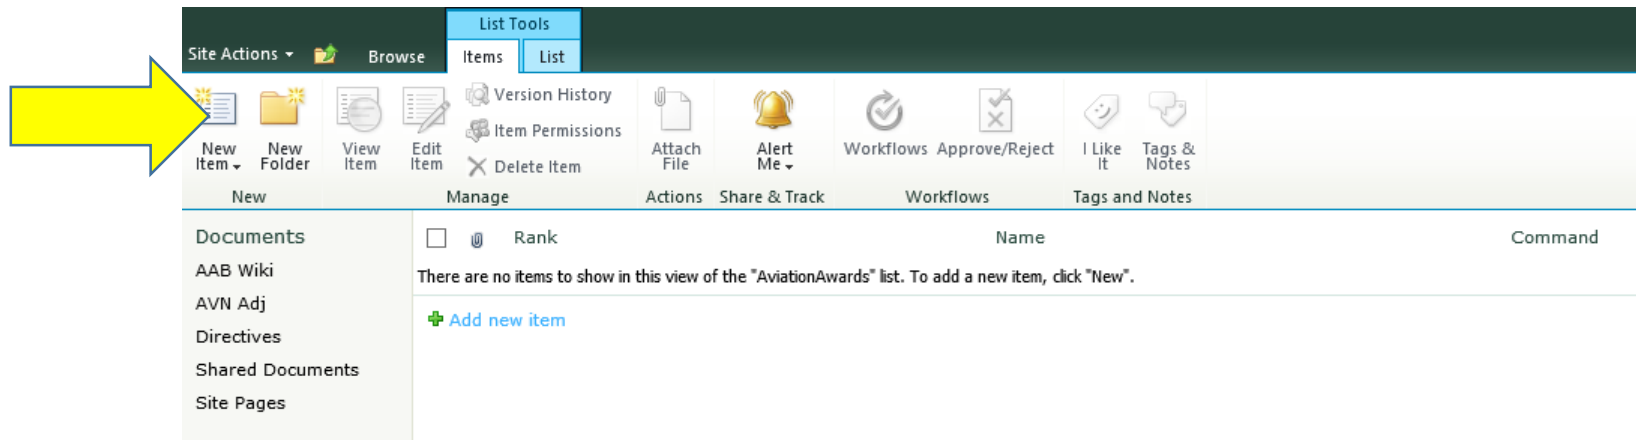 List Tools
Site Actions Browse Items List
Version History
Item Permissions
Delete Item
New Item
New Folder
View Item
Edit Item
Attach File
Alert Me
Workflows
Approve/Reject
I Like It
Tags & Notes
New Manage Actions Share & Track Workflows Tags and Notes
Documents
AAB Wiki
AVN Adj
Directives
Shared Documents
Site Pages
Rank Name Command
There are no items to show in this view of the "AviationAwards" list. To add a new item, click "New".
Add new item